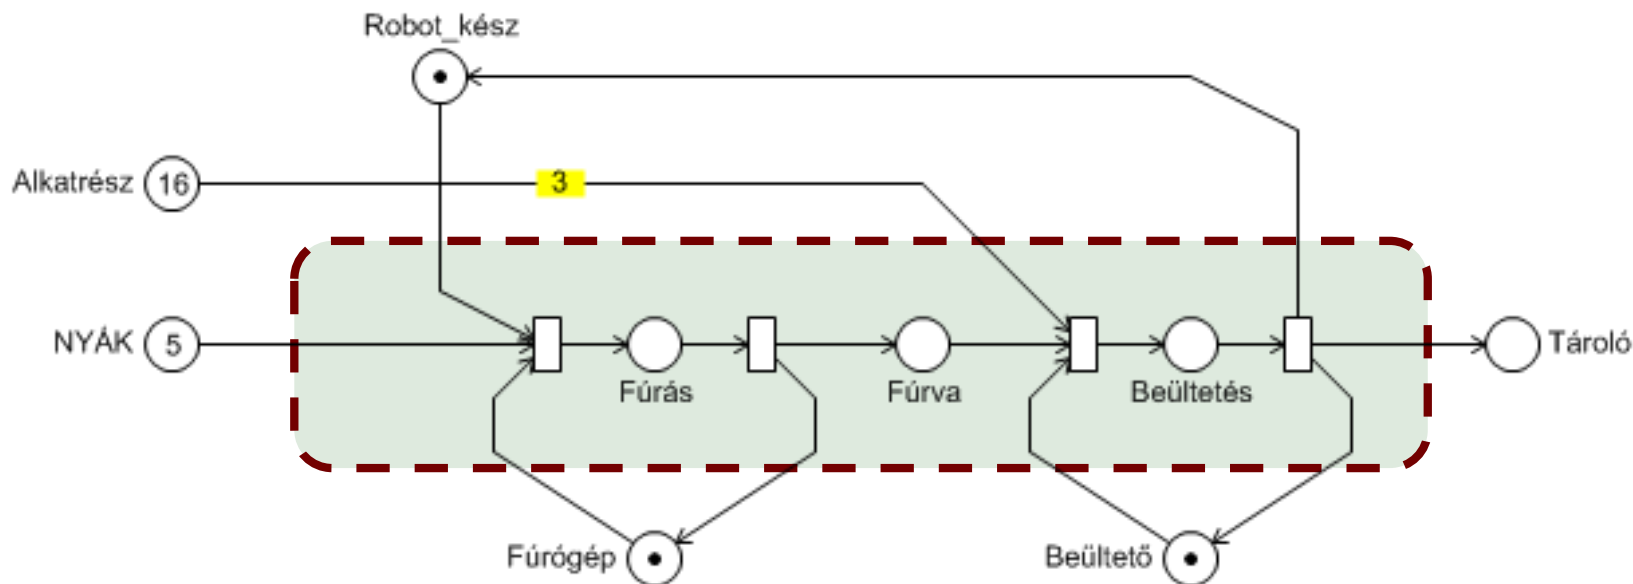 Robot_kész
Alkatrész 16 3
NYÁK 5 Tároló
Fúrás Fúrva Beültetés
Fúrógép Beültető